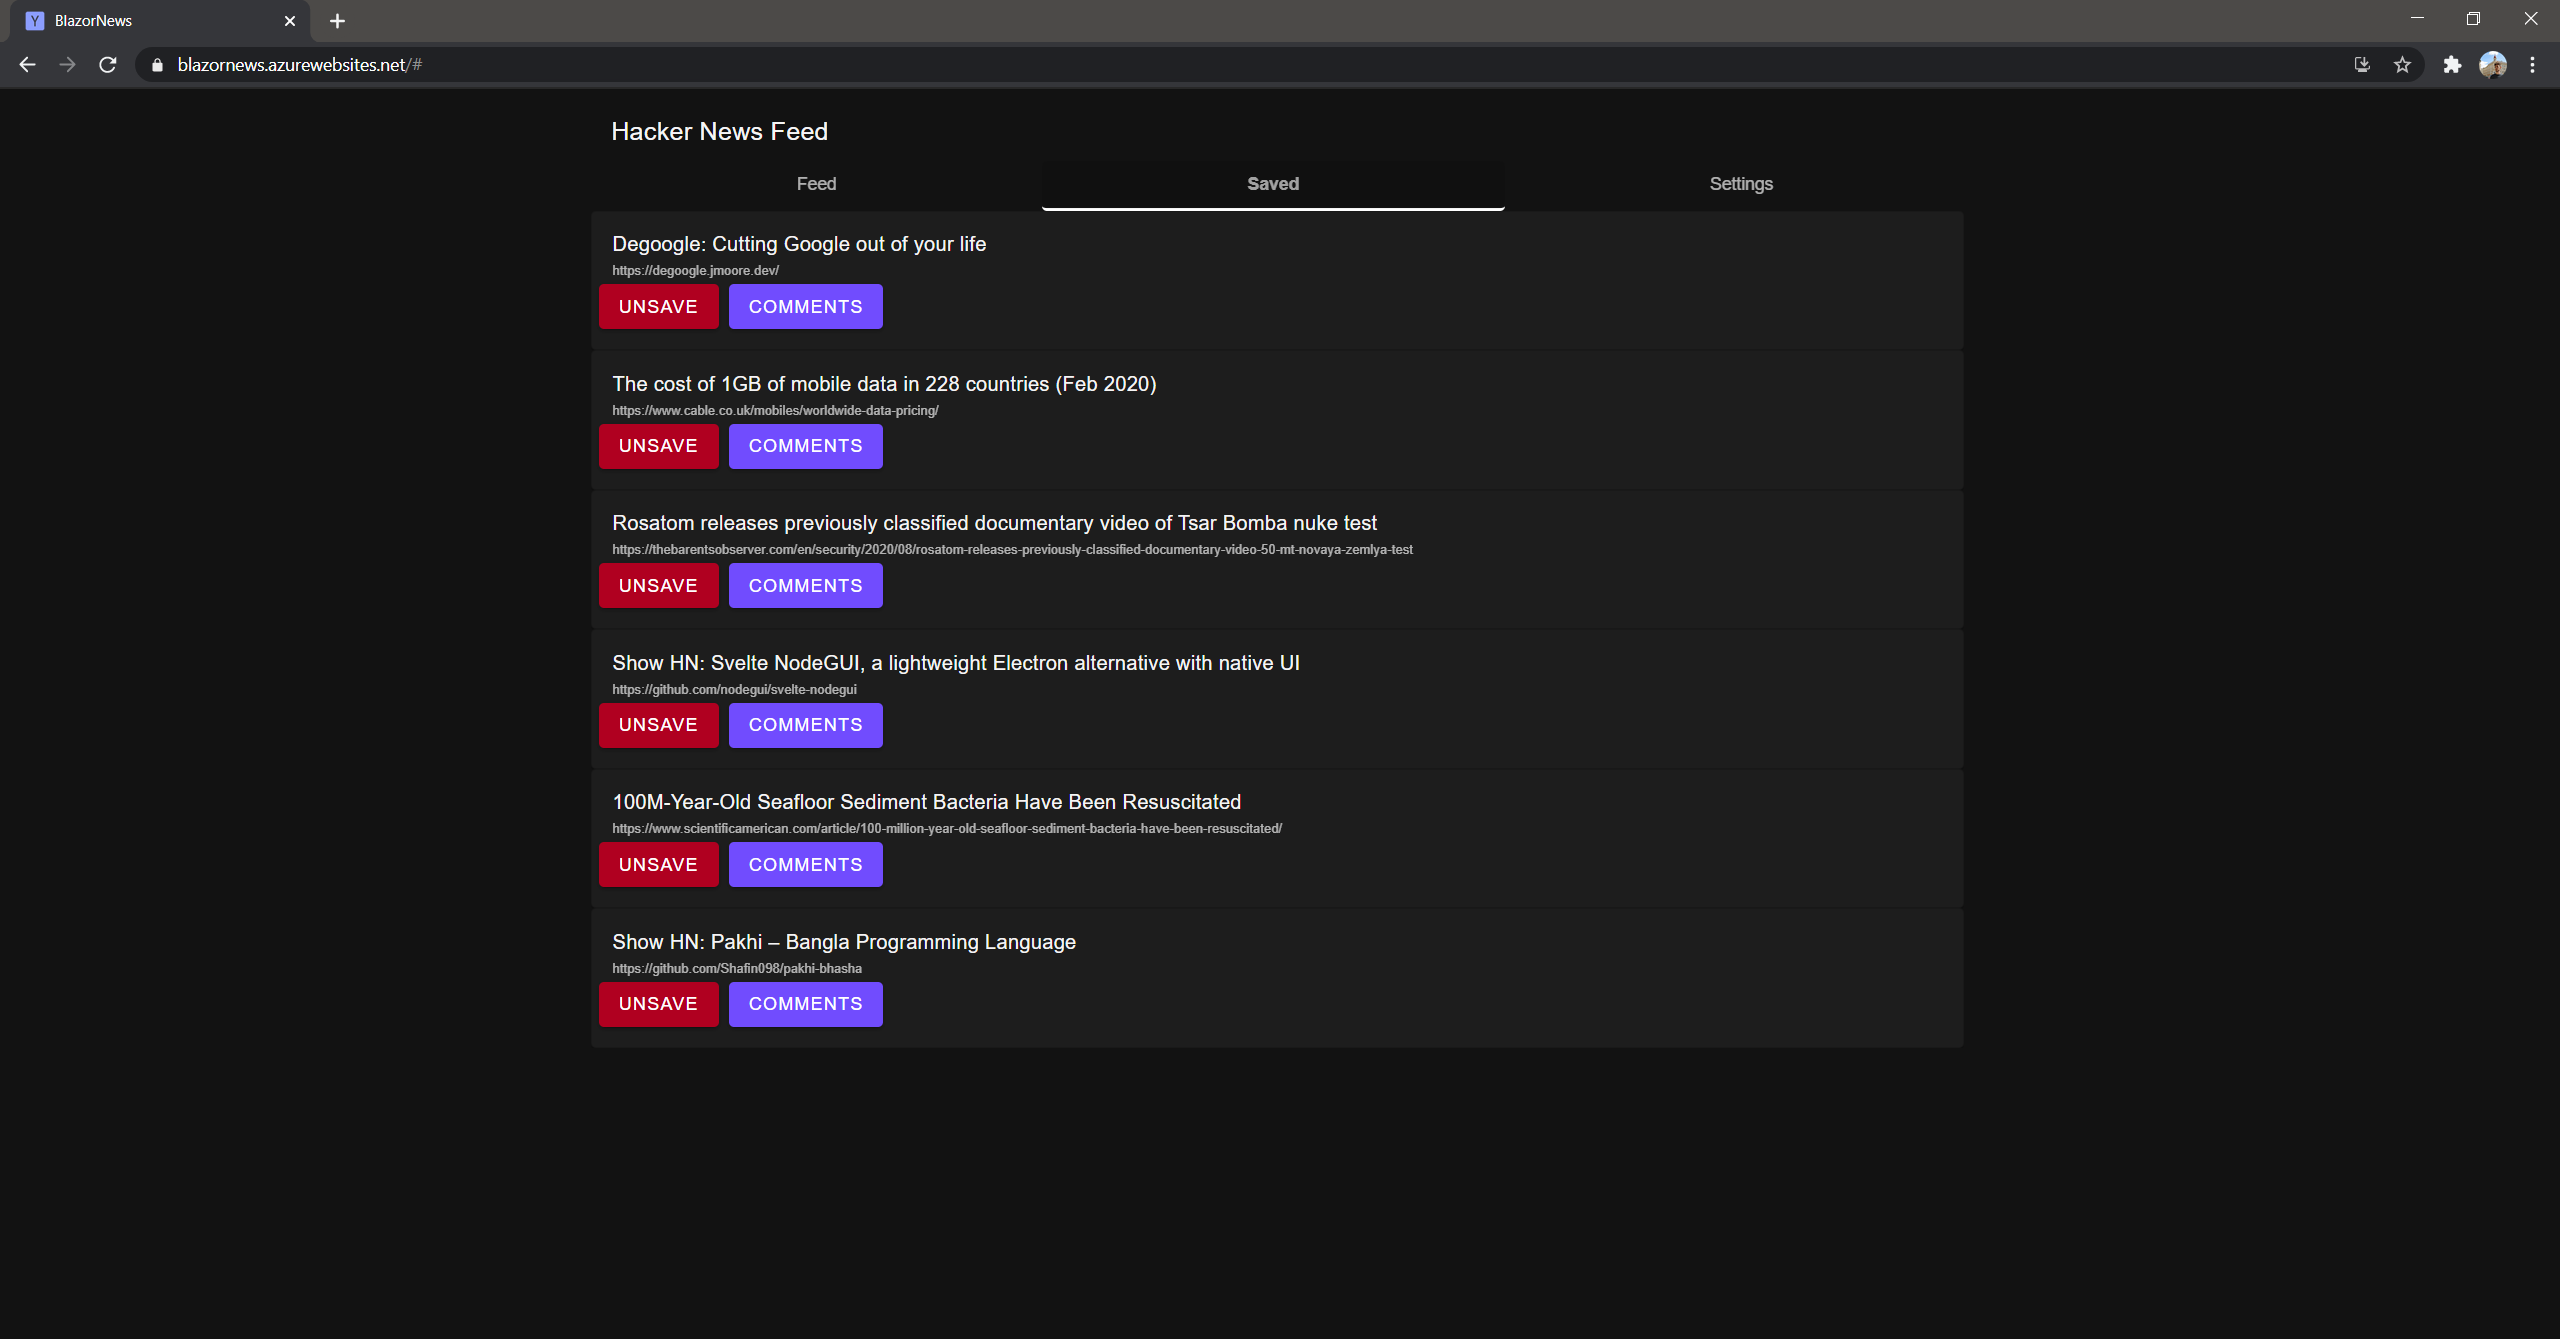 BlazorNews
blazornews.azurewebsites.net/#
Hacker News Feed
Feed Saved Settings
Degoogle: Cutting Google out of your life
https://degoogle.jmoore.dev/
UNSAVE COMMENTS
The cost of 1GB of mobile data in 228 countries (Feb 2020)
https://www.cable.co.uk/mobiles/worldwide-data-pricing/
UNSAVE COMMENTS
Rosatom releases previously classified documentary video of Tsar Bomba nuke test
https://thebarentsobserver.com/en/security/2020/08/rosatom-releases-previously-classified-documentary-video-50-mt-novaya-zemlya-test
UNSAVE COMMENTS
Show HN: Svelte NodeGUI, a lightweight Electron alternative with native UI
https://github.com/nodegui/svelte-nodegui
UNSAVE COMMENTS
100M-Year-Old Seafloor Sediment Bacteria Have Been Resuscitated
https://www.scientificamerican.com/article/100-million-year-old-seafloor-sediment-bacteria-have-been-resuscitated/
UNSAVE COMMENTS
Show HN: Pakhi – Bangla Programming Language
https://github.com/Shafin098/pakhi-bhasha
UNSAVE COMMENTS